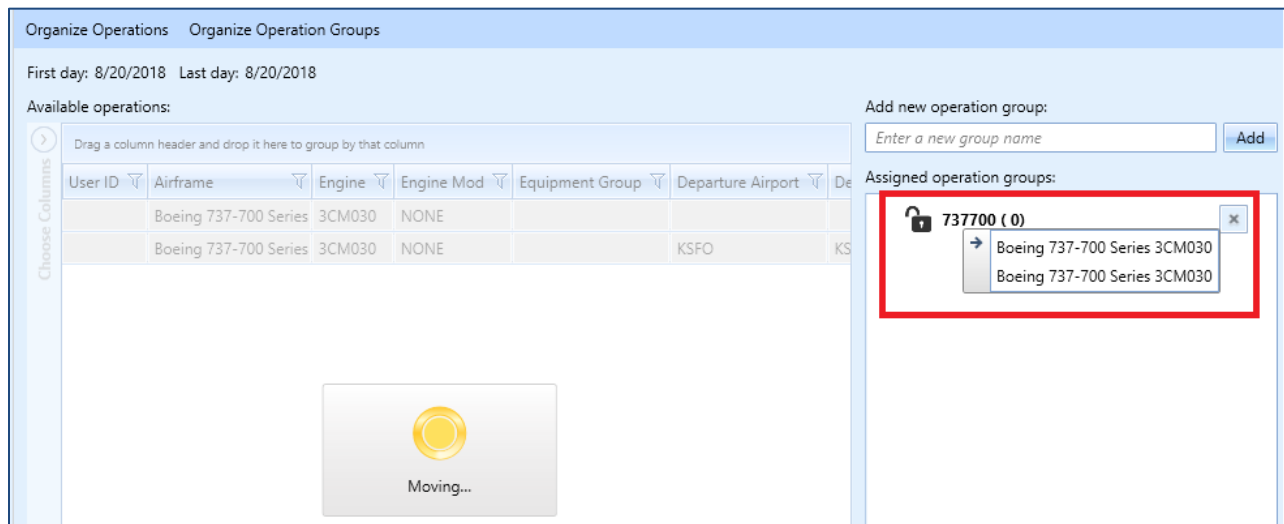 Organize Operations Organize Operation Groups
First day: 8/20/2018 Last day: 8/20/2018
Available operations:
Choose Columns
Drag a column header and drop it here to group by that column
User ID Airframe Engine Engine Mod Equipment Group Departure Airport De
Boeing 737-700 Series 3CM030 NONE
Boeing 737-700 Series 3CM030 NONE KSFO KS
Moving...
Add new operation group:
Enter a new group name Add
Assigned operation groups:
737700 ( 0)
Boeing 737-700 Series 3CM030
Boeing 737-700 Series 3CM030